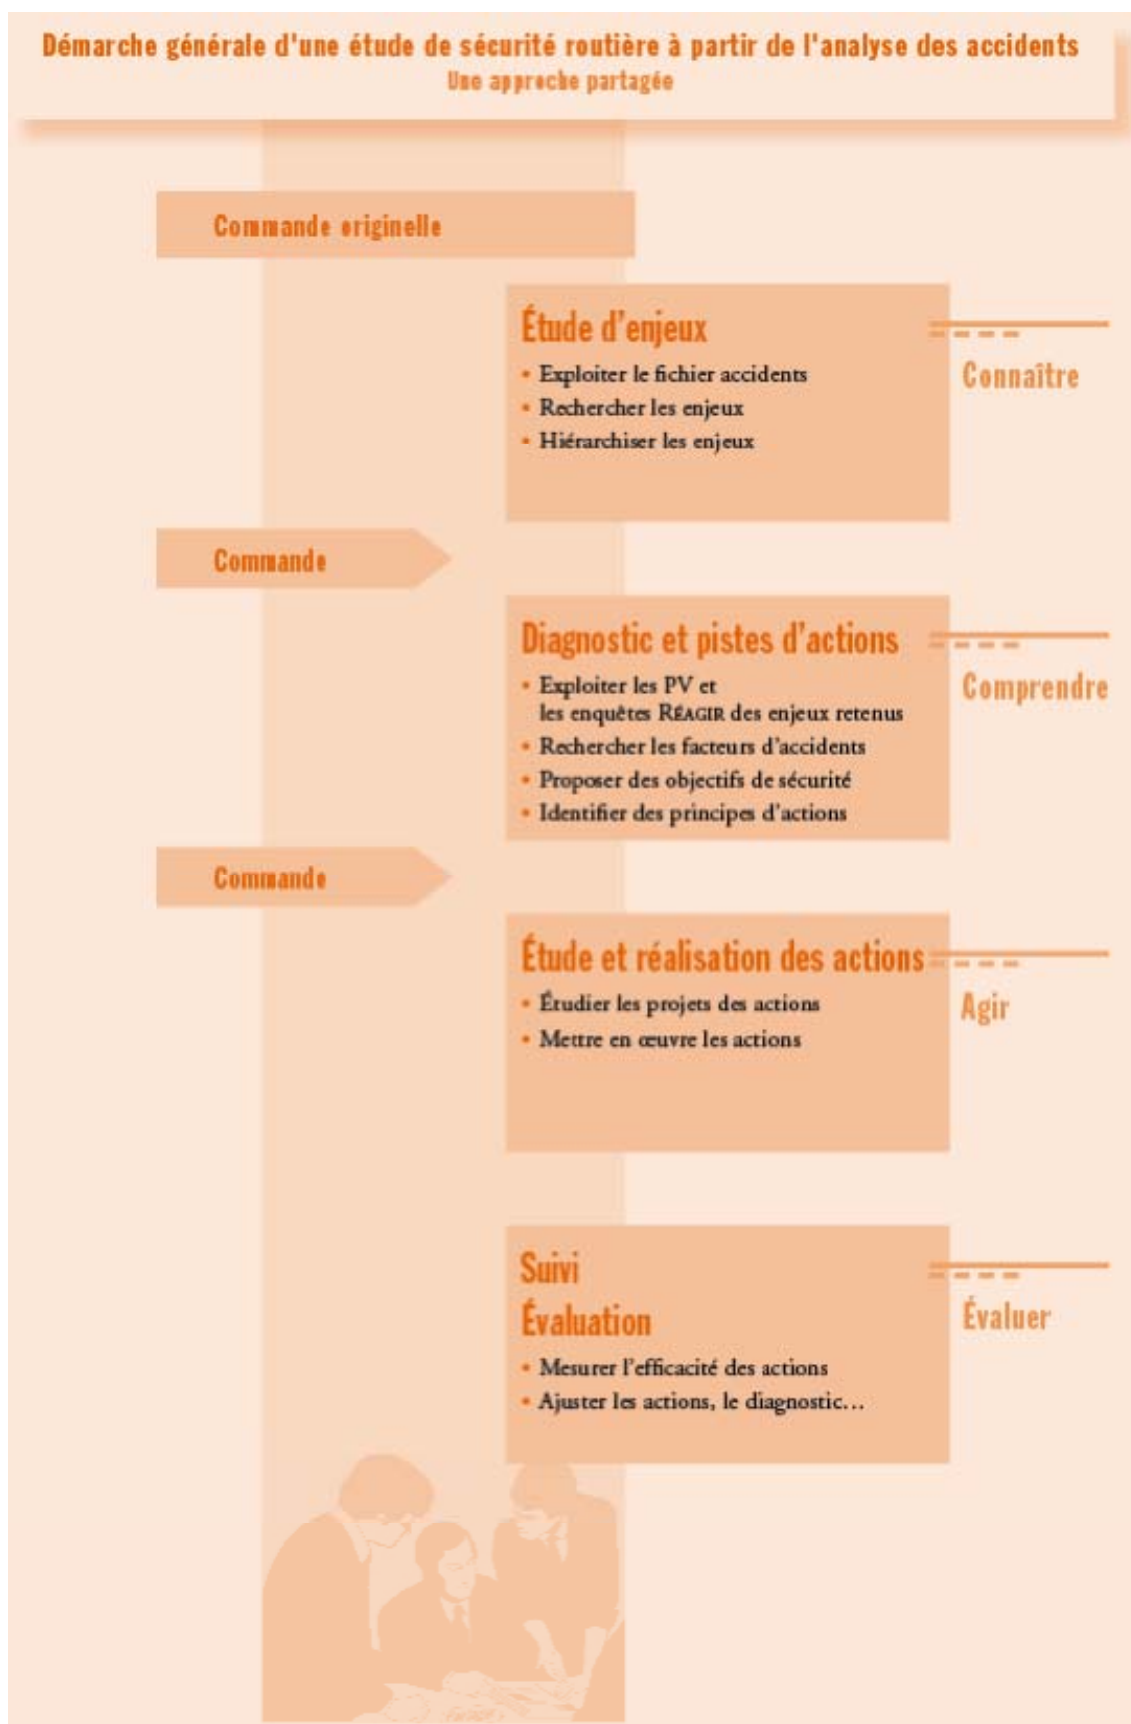 Démarche générale d'une étude de sécurité routière à partir de l'analyse des accidents
Une approche partagée
Commande originelle
Étude d'enjeux
• Exploiter le fichier accidents
• Rechercher les enjeux
• Hiérarchiser les enjeux
Connaître
Commande
Diagnostic et pistes d'actions
• Exploiter les PV et
les enquêtes RÉAGIR des enjeux retenus
• Rechercher les facteurs d'accidents
• Proposer des objectifs de sécurité
• Identifier des principes d'actions
Comprendre
Commande
Étude et réalisation des actions
• Étudier les projets des actions
• Mettre en œuvre les actions
Agir
Suivi
Évaluation
• Mesurer l'efficacité des actions
• Ajuster les actions, le diagnostic...
Évaluer